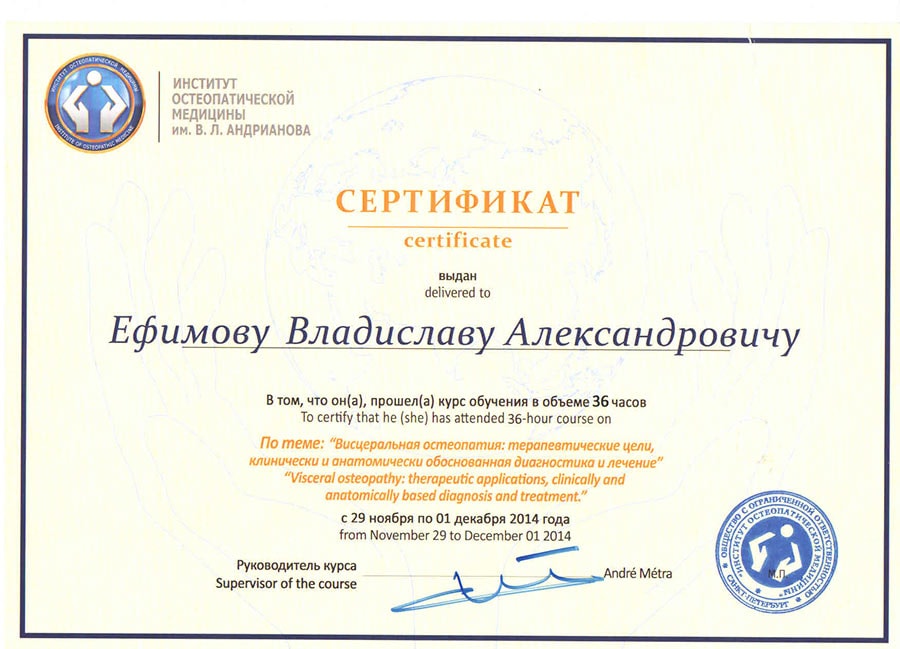 ИНСТИТУТ ОСТЕОПАТИЧЕСКОЙ МЕДИЦИНЫ
INSTITUTE OF OSTEOPATHIC MEDICINE
ИНСТИТУТ
ОСТЕОПАТИЧЕСКОЙ
МЕДИЦИНЫ
им. В. Л. АНДРИАНОВА
СЕРТИФИКАТ
certificate
выдан
delivered to
Ефимову Владиславу Александровичу
В том, что он(а), прошел(а) курс обучения в объеме 36 часов
To certify that he (she) has attended 36-hour course on
По теме: "Висцеральная остеопатия: терапевтические цели,
клинически и анатомически обоснованная диагностика и лечение"
"Visceral osteopathy: therapeutic applications, clinically and
anatomically based diagnosis and treatment."
с 29 ноября по 01 декабря 2014 года
from November 29 to December 01 2014
Руководитель курса
Supervisor of the course
André Métra
ОБЩЕСТВО С ОГРАНИЧЕННОЙ ОТВЕТСТВЕННОСТЬЮ
"ИНСТИТУТ ОСТЕОПАТИЧЕСКОЙ МЕДИЦИНЫ"
САНКТ-ПЕТЕРБУРГ
М.П.